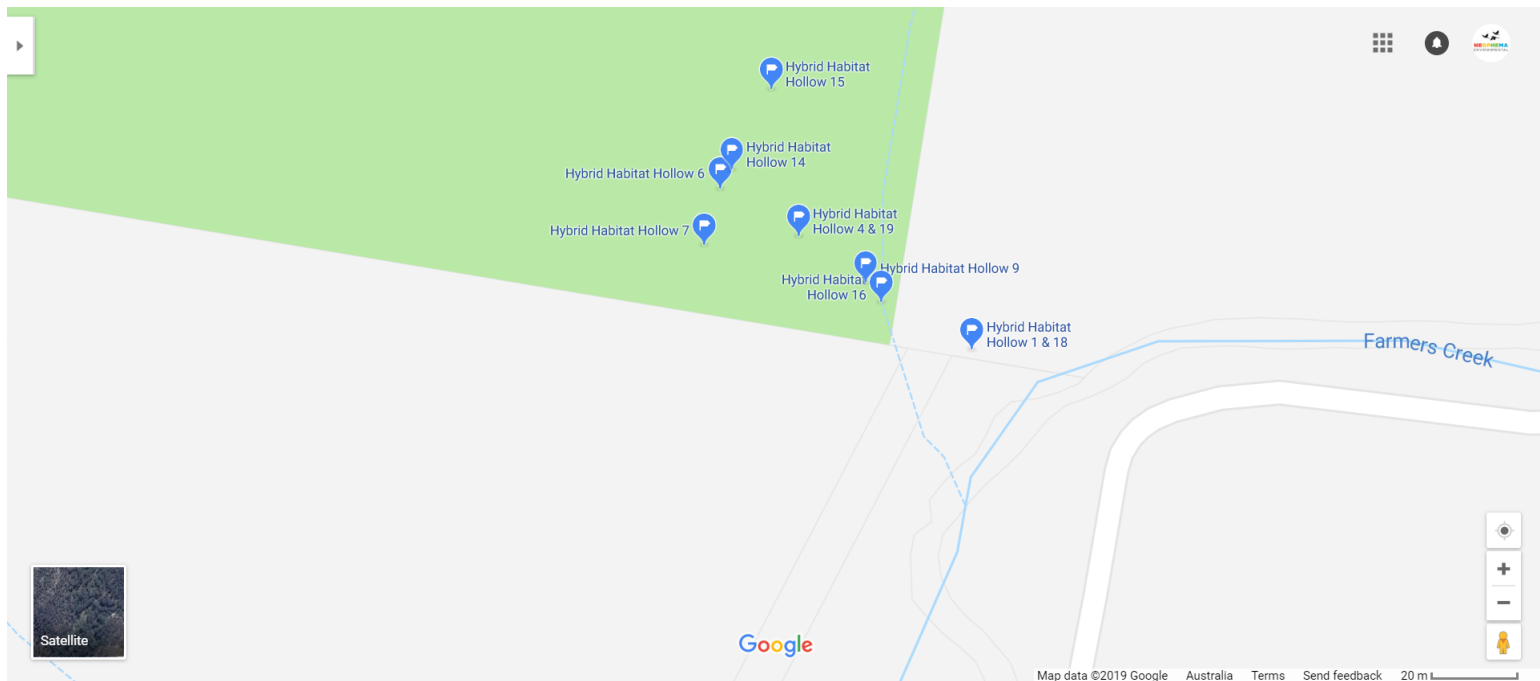 Hybrid Habitat
Hollow 15
Hybrid Habitat
Hollow 14
Hybrid Habitat Hollow 6
Hybrid Habitat
Hollow 4 & 19
Hybrid Habitat Hollow 7
Hybrid Habitat Hollow 9
Hybrid Habitat
Hollow 16
Hybrid Habitat
Hollow 1 & 18
Farmers Creek
NEOPHEMA
ENVIRONMENTAL
Satellite
Google
Map data ©2019 Google Australia Terms Send feedback 20 m